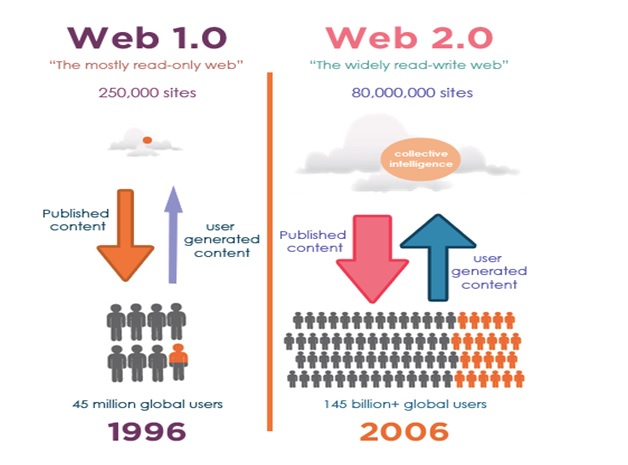 Web 1.0
“The mostly read-only web”
250,000 sites
Published
content
user
generated
content
45 million global users
1996
Web 2.0
“The widely read-write web”
80,000,000 sites
collective
intelligence
Published
content
user
generated
content
145 billion+ global users
2006